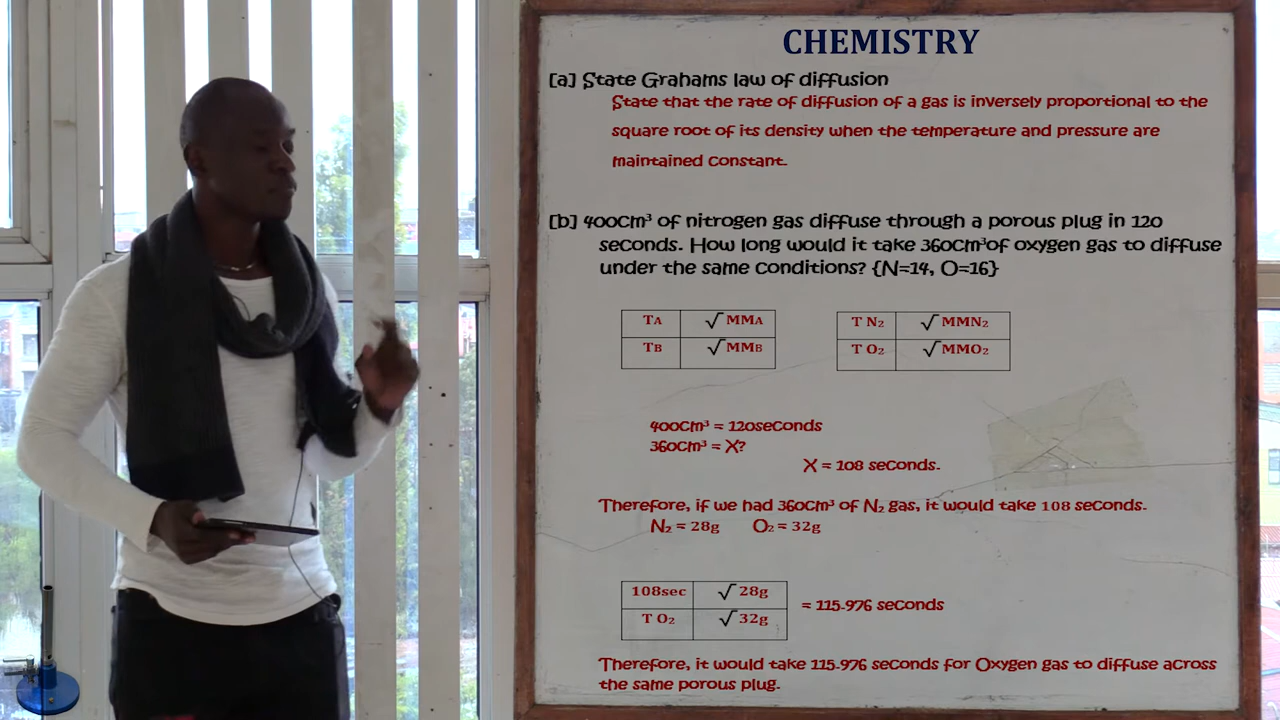 CHEMISTRY
[a] State Grahams law of diffusion
State that the rate of diffusion of a gas is inversely proportional to the
square root of its density when the temperature and pressure are
maintained constant.
[b] 400cm³ of nitrogen gas diffuse through a porous plug in 120
seconds. How long would it take 360cm³of oxygen gas to diffuse
under the same conditions? {N=14, O=16}
TA √MMA
TB √MMB
T N₂ √MMN₂
T O₂ √MMO₂
400cm³ = 120seconds
360cm³ = X?
X = 108 seconds.
Therefore, if we had 360cm³ of N₂ gas, it would take 108 seconds.
N₂ = 28g O₂ = 32g
108sec √28g
T O₂ √32g
= 115.976 seconds
Therefore, it would take 115.976 seconds for Oxygen gas to diffuse across
the same porous plug.